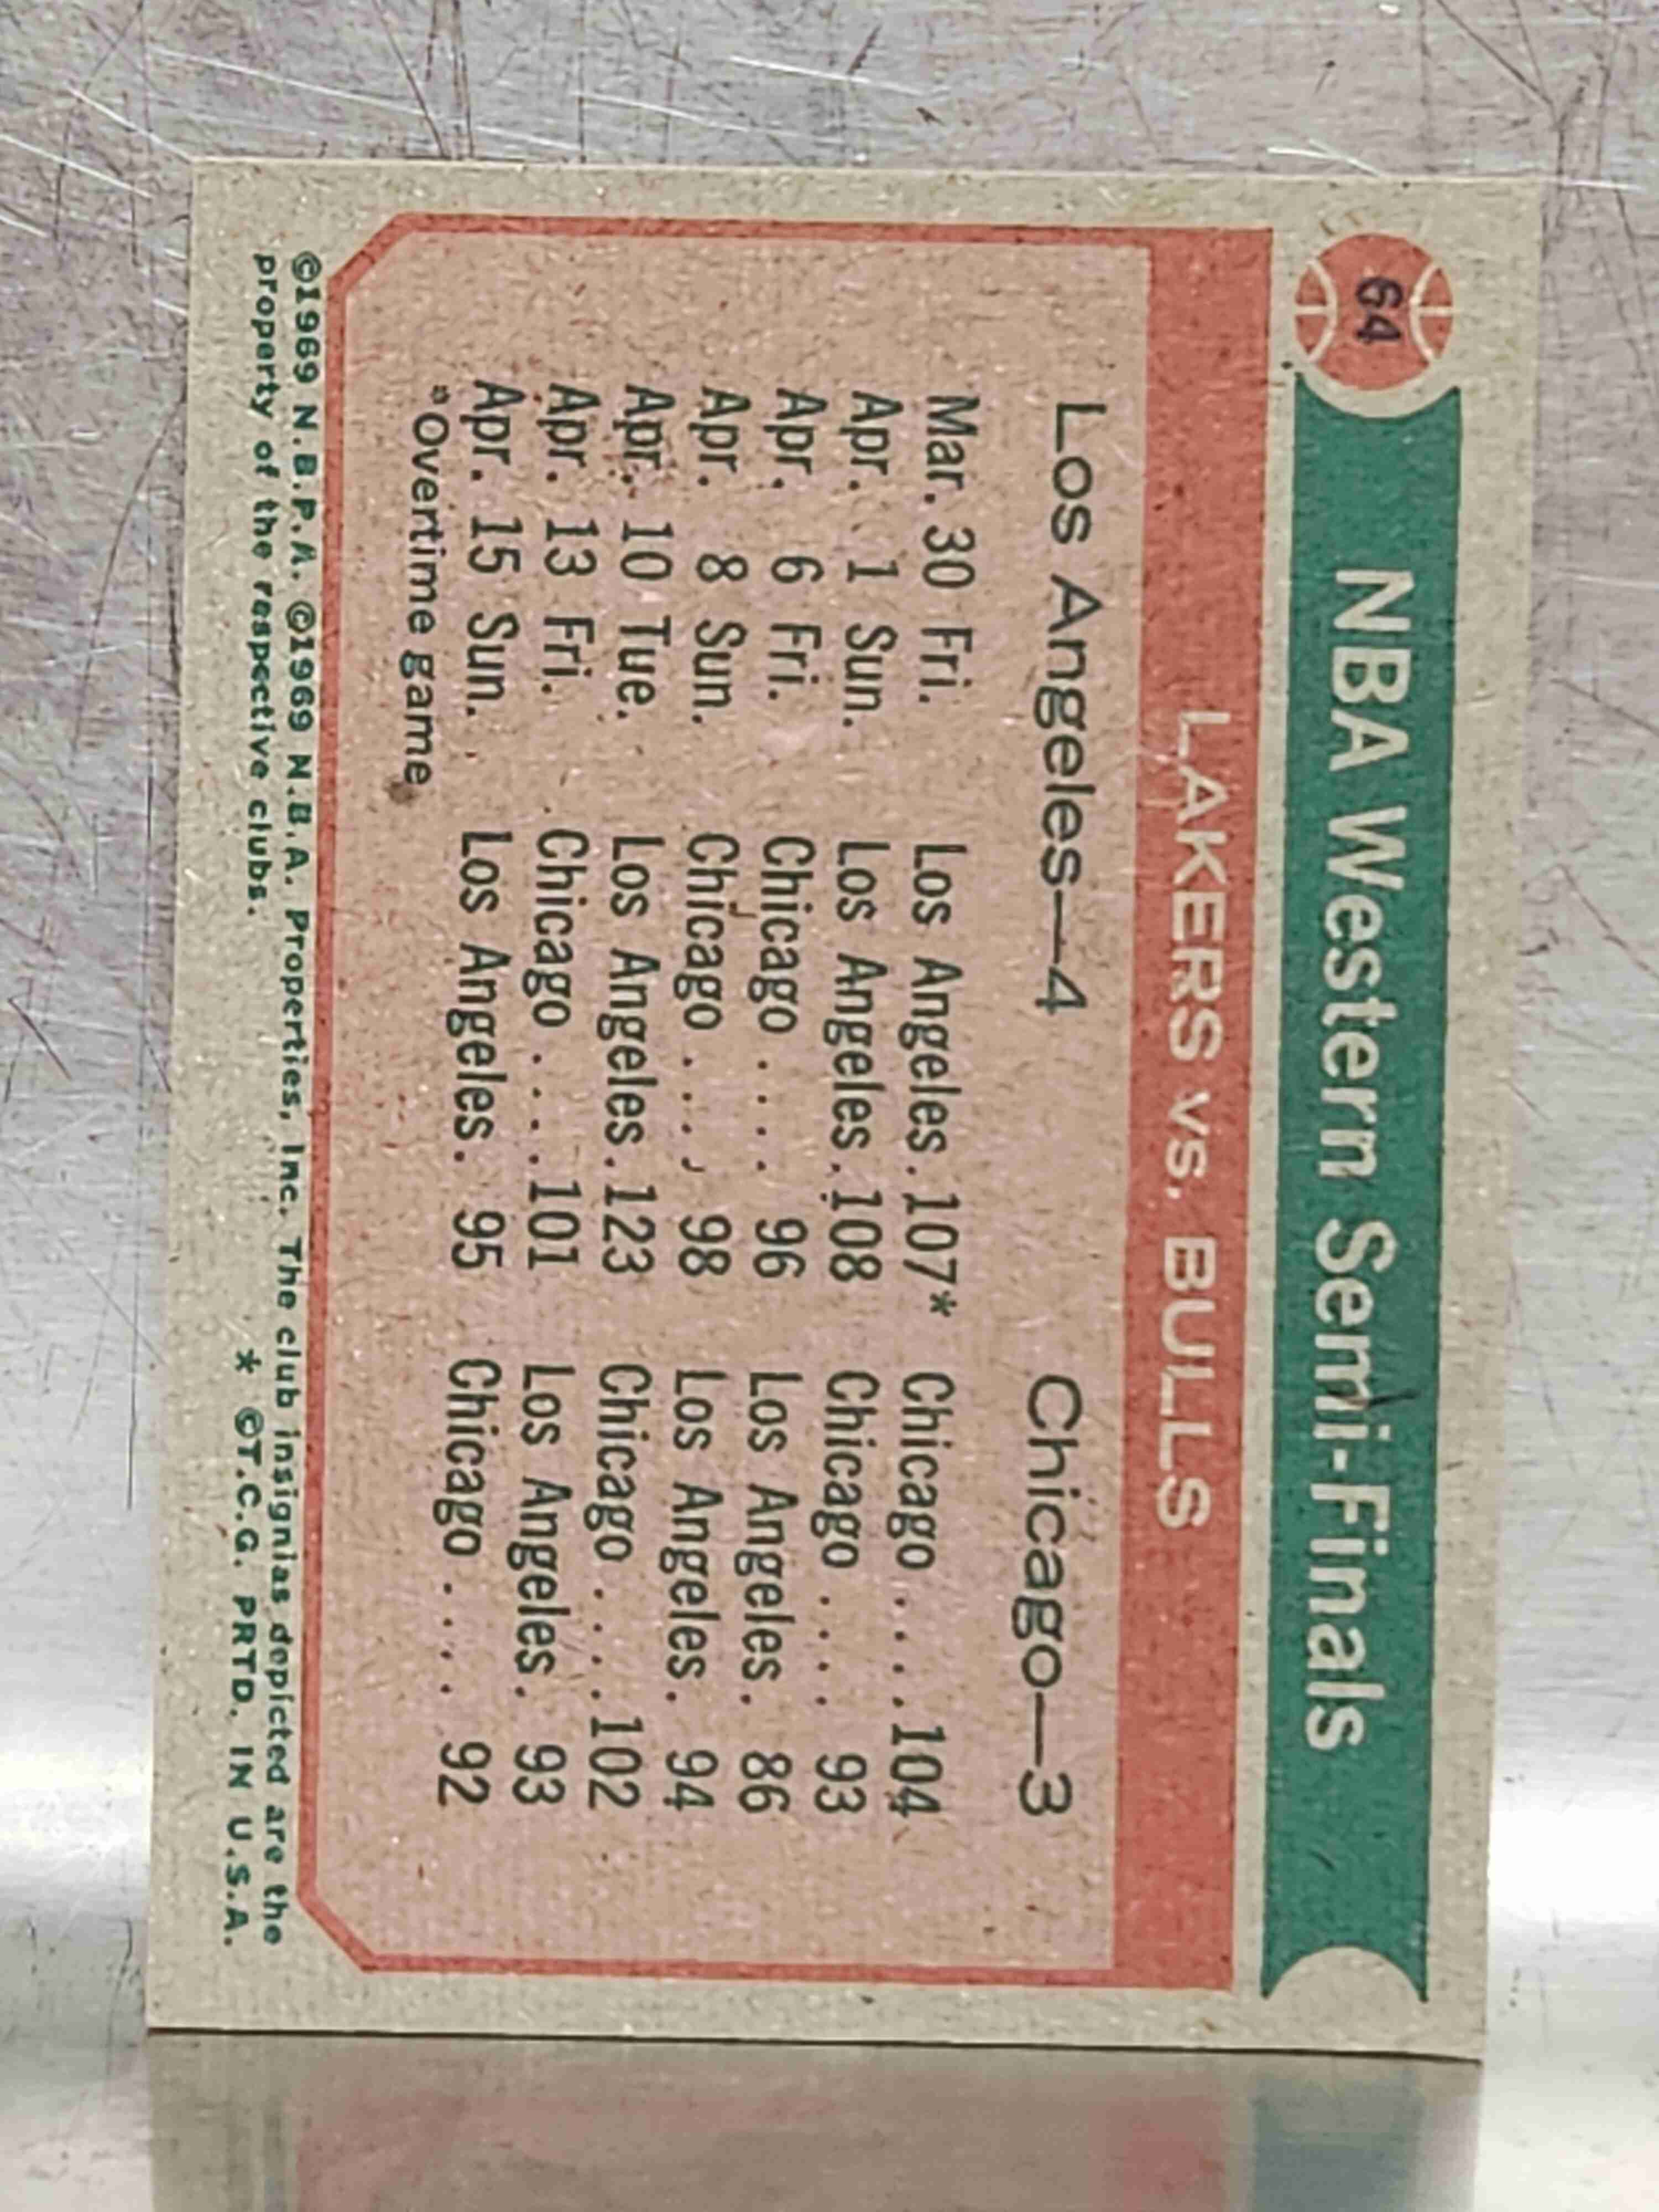 64
NBA Western Semi-Finals
LAKERS vs. BULLS
Los Angeles—4 Chicago—3
Mar. 30 Fri. Los Angeles.107* Chicago ....104
Apr. 1 Sun. Los Angeles.108 Chicago .... 93
Apr. 6 Fri. Chicago .... 96 Los Angeles. 86
Apr. 8 Sun. Chicago .... 98 Los Angeles. 94
Apr. 10 Tue. Los Angeles.123 Chicago ....102
Apr. 13 Fri. Chicago ....101 Los Angeles. 93
Apr. 15 Sun. Los Angeles. 95 Chicago .... 92
*Overtime game
©1969 N.B.P.A. ©1969 N.B.A. Properties, Inc. The club insignias depicted are the
property of the respective clubs. * ©T.C.G. PRTD. IN U.S.A.